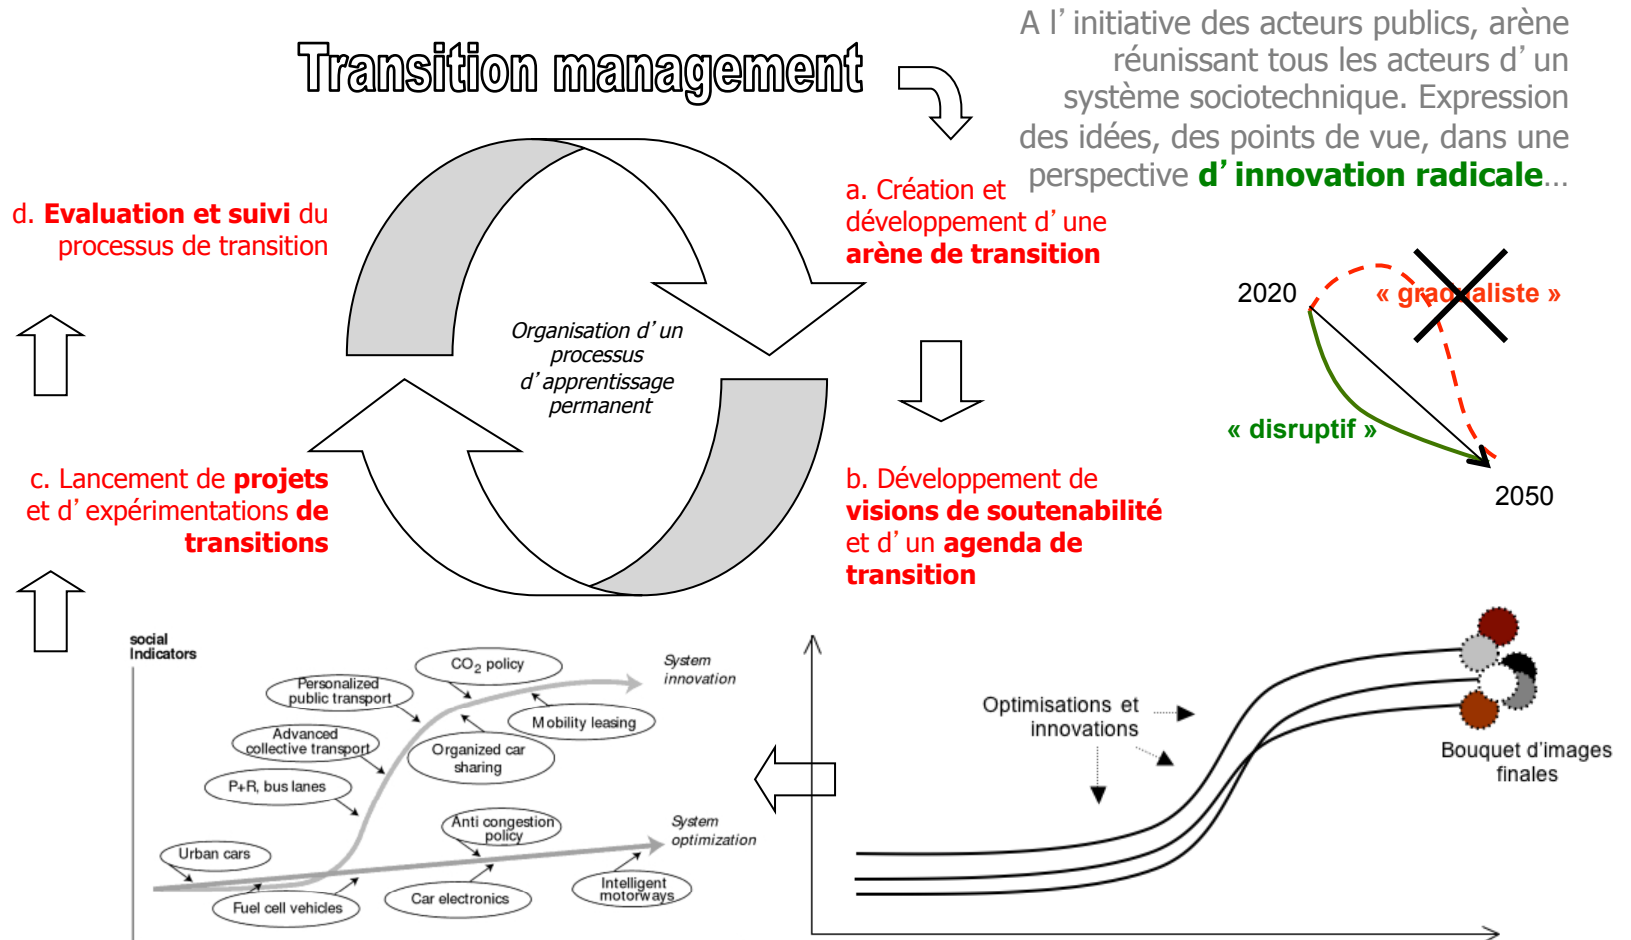 Transition management
A l’initiative des acteurs publics, arène
réunissant tous les acteurs d’un
système sociotechnique. Expression
des idées, des points de vue, dans une
perspective d’innovation radicale…
a. Création et
développement d’une
arène de transition
d. Evaluation et suivi du
processus de transition
Organisation d’un
processus
d’apprentissage
permanent
2020
« gradualiste »
« disruptif »
2050
c. Lancement de projets
et d’expérimentations de
transitions
b. Développement de
visions de soutenabilité
et d’un agenda de
transition
social
Indicators
CO2 policy
System
innovation
Personalized
public transport
Mobility leasing
Advanced
collective transport
Organized car
sharing
P+R, bus lanes
Anti congestion
policy
System
optimization
Urban cars
Fuel cell vehicles
Car electronics
Intelligent
motorways
Optimisations et
innovations
Bouquet d’images
finales